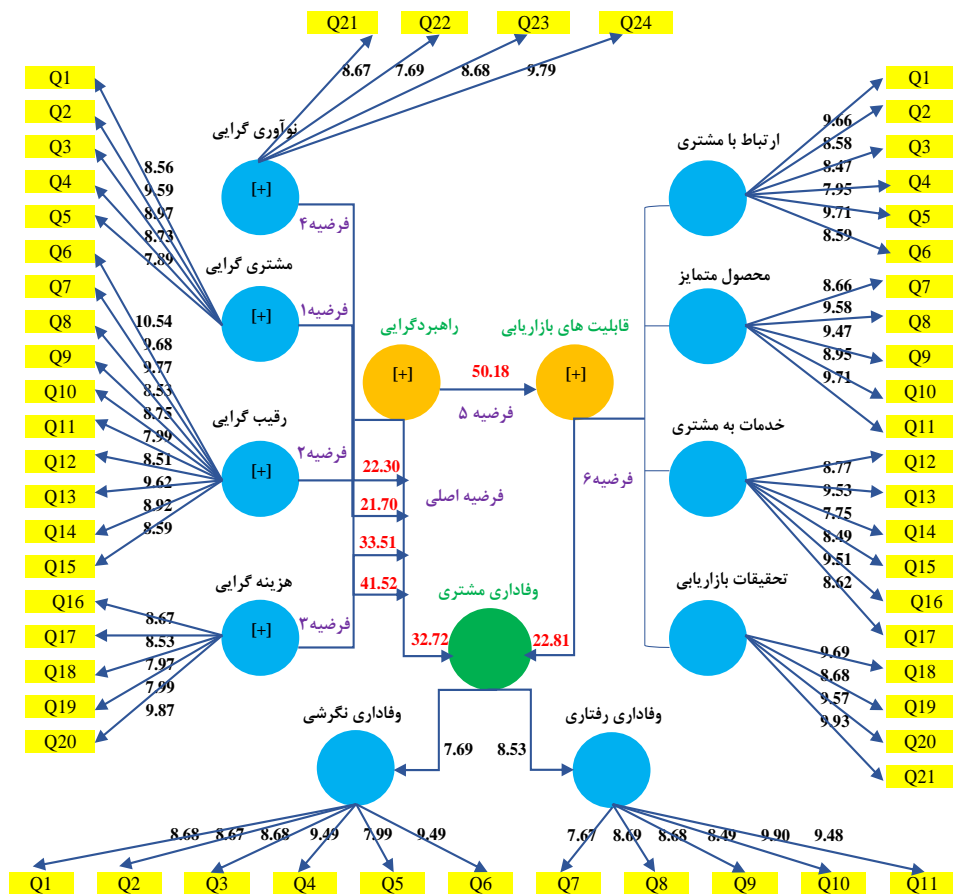 Q21 Q22 Q23 Q24
8.67 7.69 8.68 9.79
Q1
Q2
Q3
Q4
Q5
Q6
Q7
Q8
Q9
Q10
Q11
Q12
Q13
Q14
Q15
Q16
Q17
Q18
Q19
Q20
8.56
9.59
8.97
8.73
7.89
10.54
9.68
9.77
8.53
8.75
7.99
8.51
9.62
8.92
8.59
8.67
8.53
7.97
7.99
9.87
نوآوری گرایی
[+]
فرضیه۴
مشتری گرایی
[+]
فرضیه۱
رقیب گرایی
[+]
فرضیه۲
هزینه گرایی
[+]
فرضیه۳
راهبردگرایی
[+]
50.18
فرضیه ۵
قابلیت های بازاریابی
[+]
22.30
21.70
33.51
41.52
فرضیه اصلی
فرضیه۶
وفاداری مشتری
32.72
22.81
ارتباط با مشتری
محصول متمایز
خدمات به مشتری
تحقیقات بازاریابی
9.66
8.58
8.47
7.95
9.71
8.59
8.66
9.58
9.47
8.95
9.71
8.77
9.53
7.75
8.49
9.51
8.62
9.69
8.68
9.57
9.93
Q1
Q2
Q3
Q4
Q5
Q6
Q7
Q8
Q9
Q10
Q11
Q12
Q13
Q14
Q15
Q16
Q17
Q18
Q19
Q20
Q21
وفاداری نگرشی
7.69
8.53
وفاداری رفتاری
8.68 8.67 8.68 9.49 7.99 9.49
7.67 8.69 8.68 8.49 9.90 9.48
Q1 Q2 Q3 Q4 Q5 Q6 Q7 Q8 Q9 Q10 Q11